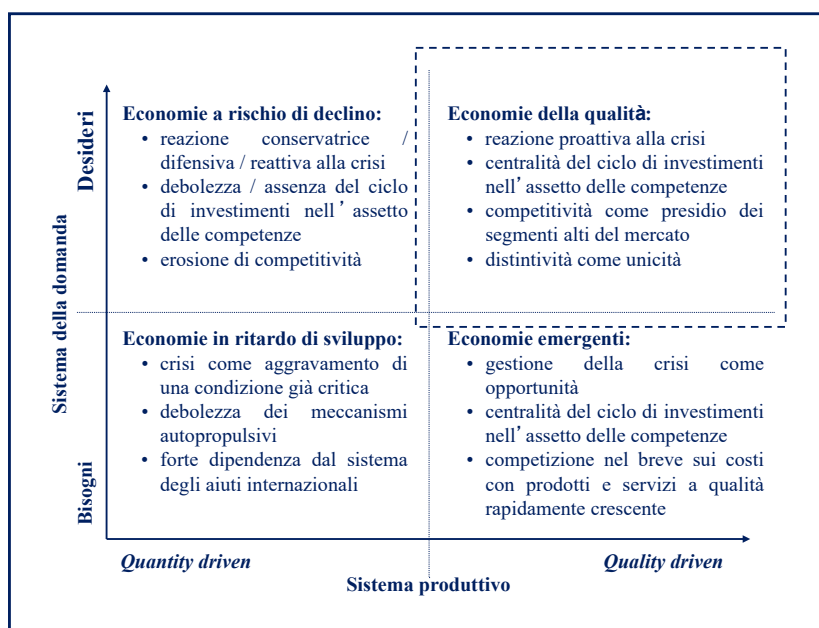 Economie a rischio di declino:
• reazione conservatrice /
difensiva / reattiva alla crisi
• debolezza / assenza del ciclo
di investimenti nell’assetto
delle competenze
• erosione di competitività
Economie della qualità:
• reazione proattiva alla crisi
• centralità del ciclo di investimenti
nell’assetto delle competenze
• competitività come presidio dei
segmenti alti del mercato
• distintività come unicità
Desideri
Sistema della domanda
Bisogni
Economie in ritardo di sviluppo:
• crisi come aggravamento di
una condizione già critica
• debolezza dei meccanismi
autopropulsivi
• forte dipendenza dal sistema
degli aiuti internazionali
Economie emergenti:
• gestione della crisi come
opportunità
• centralità del ciclo di investimenti
nell’assetto delle competenze
• competizione nel breve sui costi
con prodotti e servizi a qualità
rapidamente crescente
Quantity driven
Quality driven
Sistema produttivo